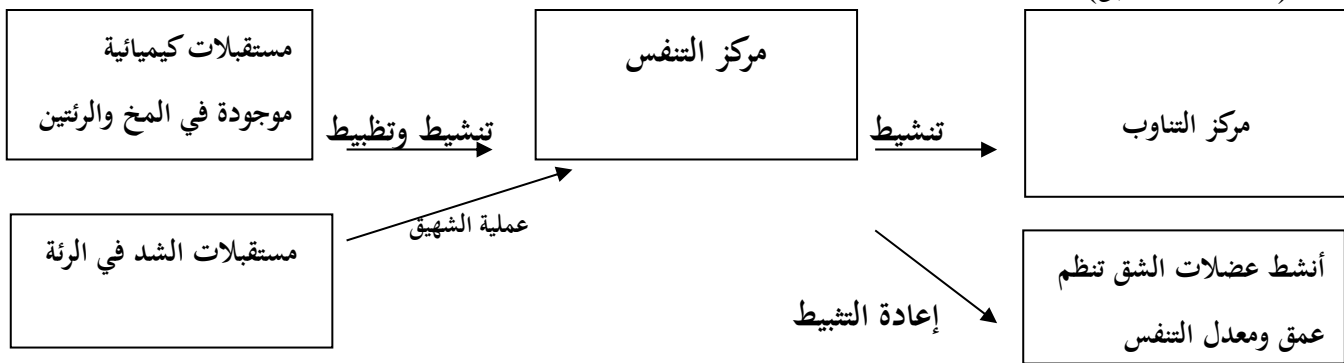 مستقبلات كيميائية
موجودة في المخ والرئتين
تنشيط وتظبيط
مركز التنفس
تنشيط
مركز التناوب
مستقبلات الشد في الرئة
عملية الشهيق
إعادة التثبيط
أنشط عضلات الشق تنظم
عمق ومعدل التنفس